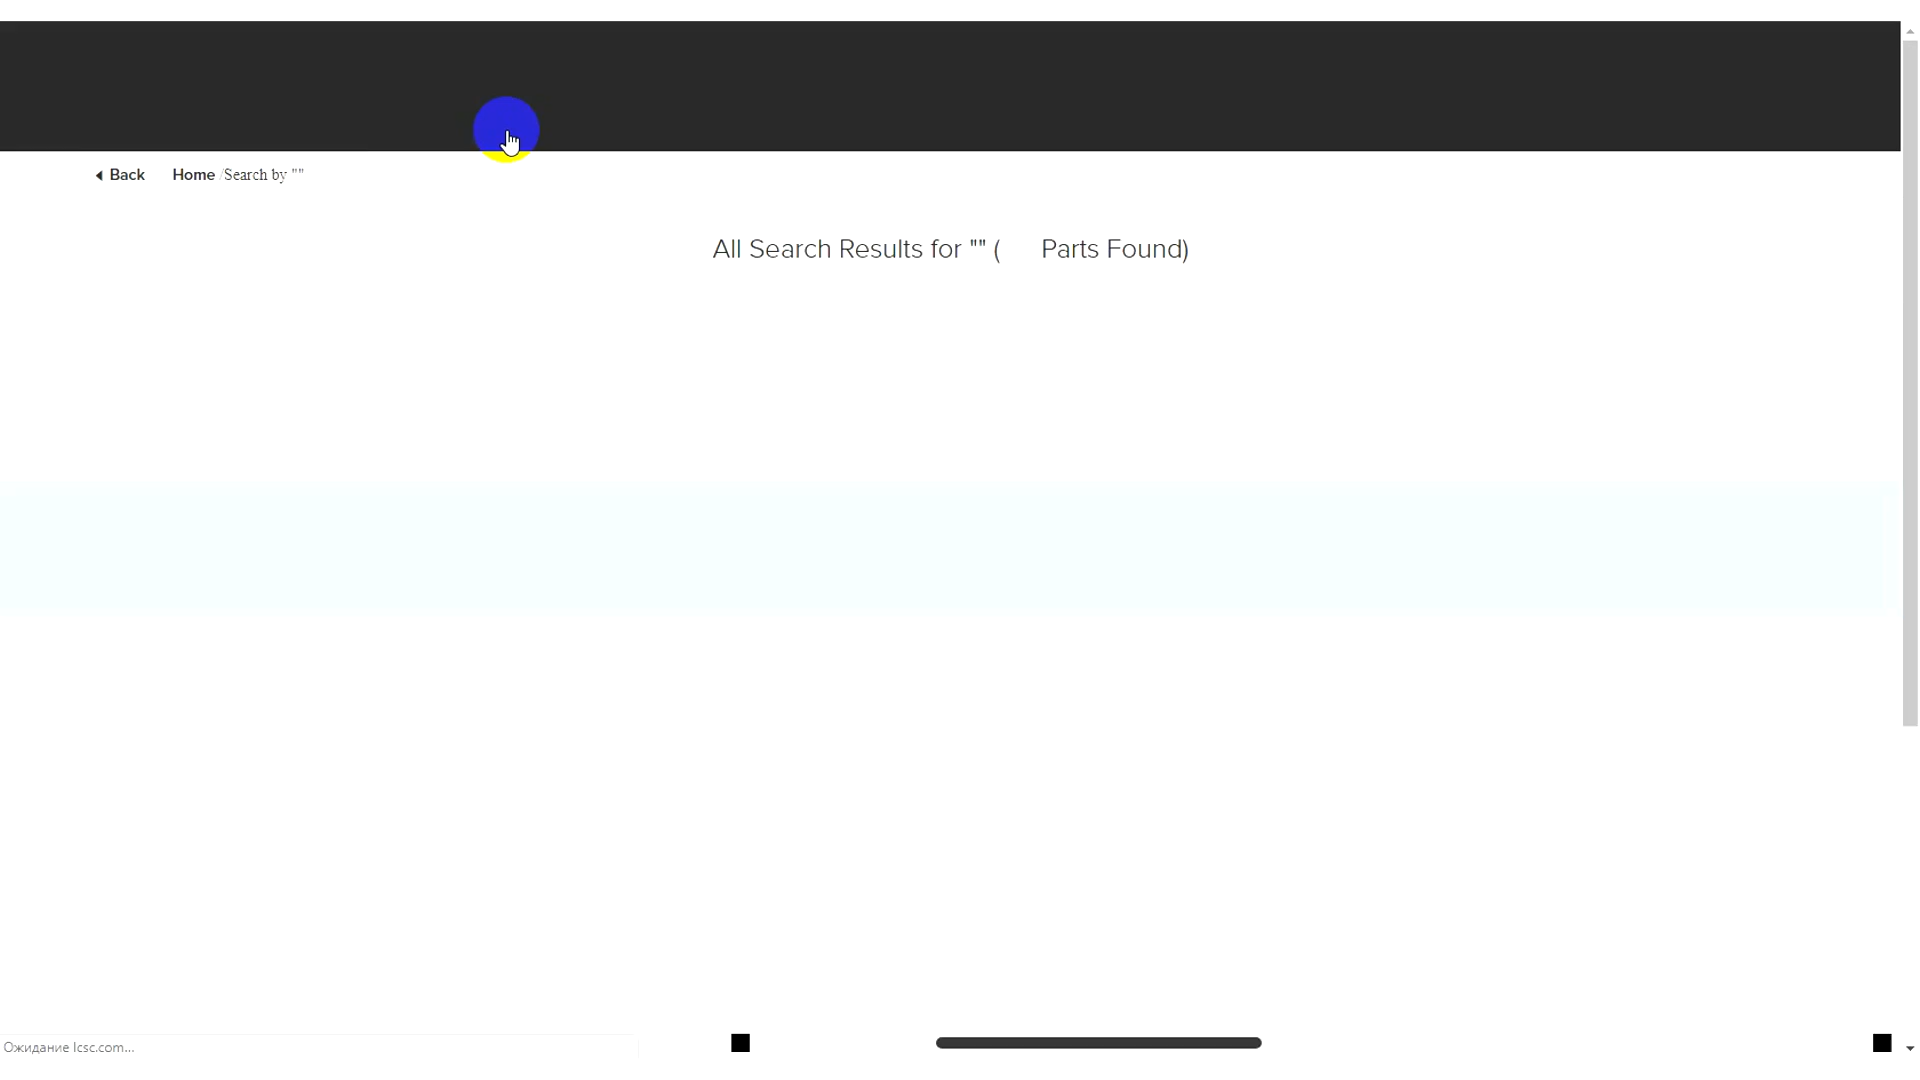 Back Home /Search by ""
All Search Results for "" ( Parts Found)
Ожидание lcsc.com...